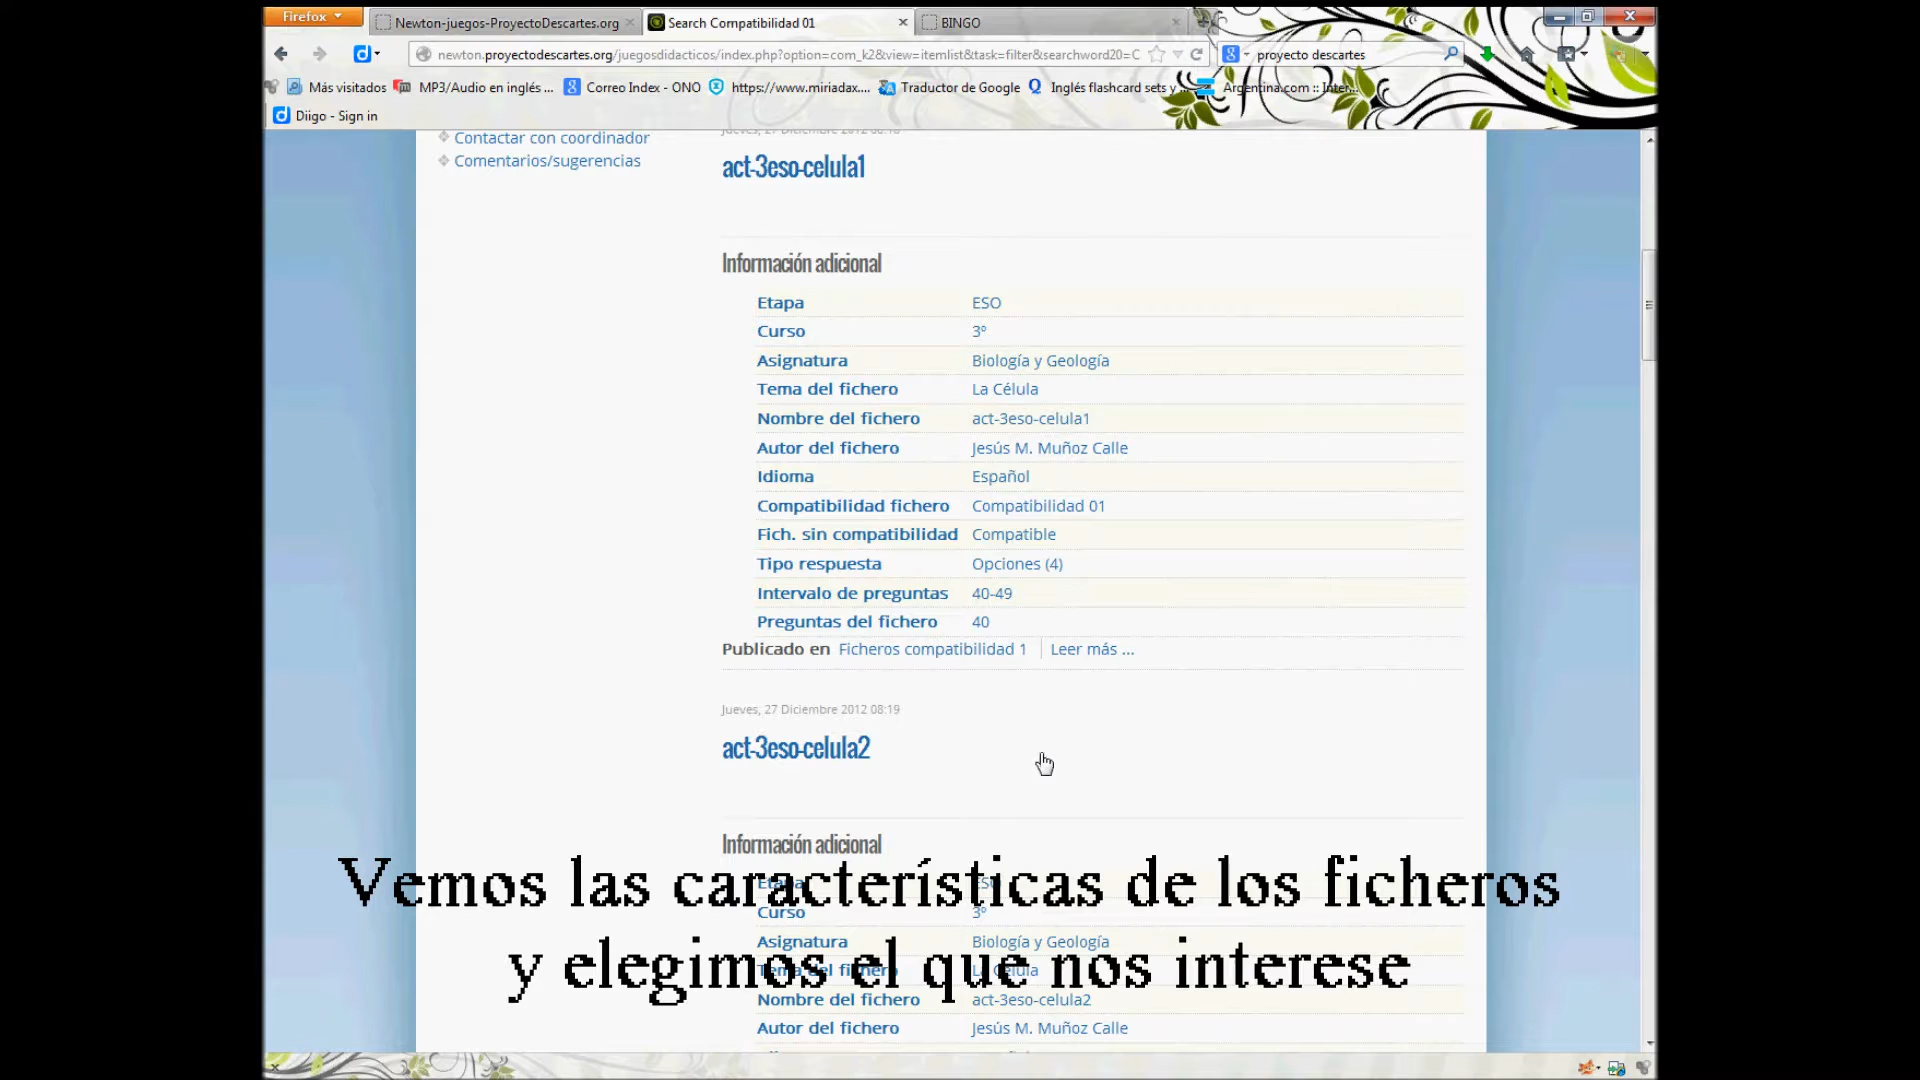 Firefox
Newton-juegos-ProyectoDescartes.org
Search Compatibilidad 01
BINGO
newton.proyectodescartes.org/juegosdidacticos/index.php?option=com_k2&view=itemlist&task=filter&searchword20=C
proyecto descartes
Más visitados
MP3/Audio en inglés ...
Correo Index - ONO
https://www.miriadax....
Traductor de Google
Inglés flashcard sets y ...
Argentina.com :: Inter...
Diigo - Sign in
Contactar con coordinador
Comentarios/sugerencias
act-3eso-celula1
Información adicional
Etapa ESO
Curso 3º
Asignatura Biología y Geología
Tema del fichero La Célula
Nombre del fichero act-3eso-celula1
Autor del fichero Jesús M. Muñoz Calle
Idioma Español
Compatibilidad fichero Compatibilidad 01
Fich. sin compatibilidad Compatible
Tipo respuesta Opciones (4)
Intervalo de preguntas 40-49
Preguntas del fichero 40
Publicado en Ficheros compatibilidad 1 Leer más ...
Jueves, 27 Diciembre 2012 08:19
act-3eso-celula2
Información adicional
Vemos las características de los ficheros
Etapa ESO
Curso 3º
Asignatura Biología y Geología
y elegimos el que nos interese
Tema del fichero La Célula
Nombre del fichero act-3eso-celula2
Autor del fichero Jesús M. Muñoz Calle